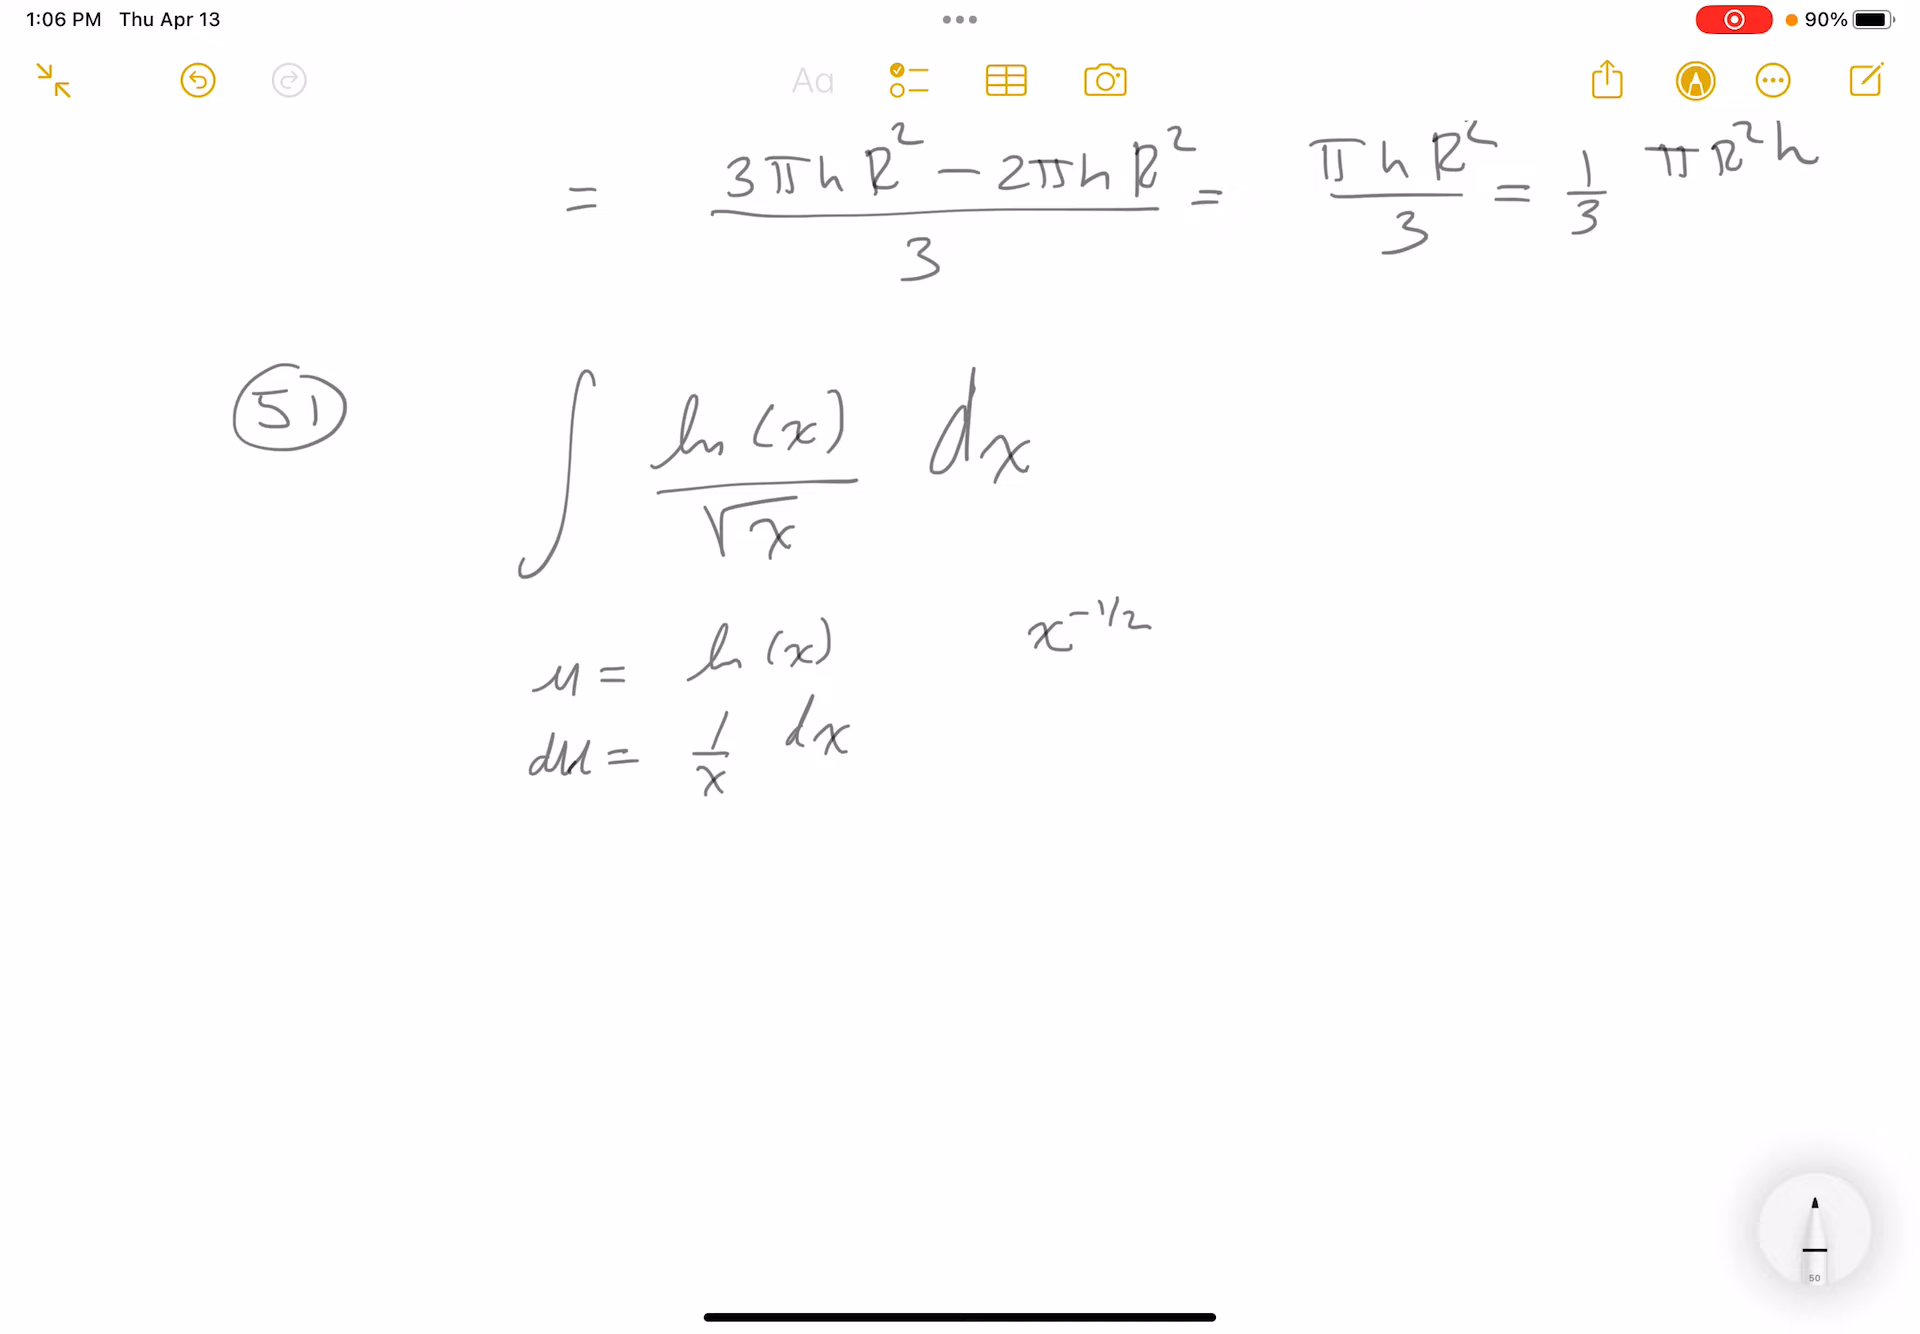 1:06 PM Thu Apr 13 90%
Aa
= (3πhR² − 2πhR²)/3 = πhR²/3 = 1/3 πR²h
51 ∫ ln(x)/√x dx
u = ln(x) x^(-1/2)
du = 1/x dx
50